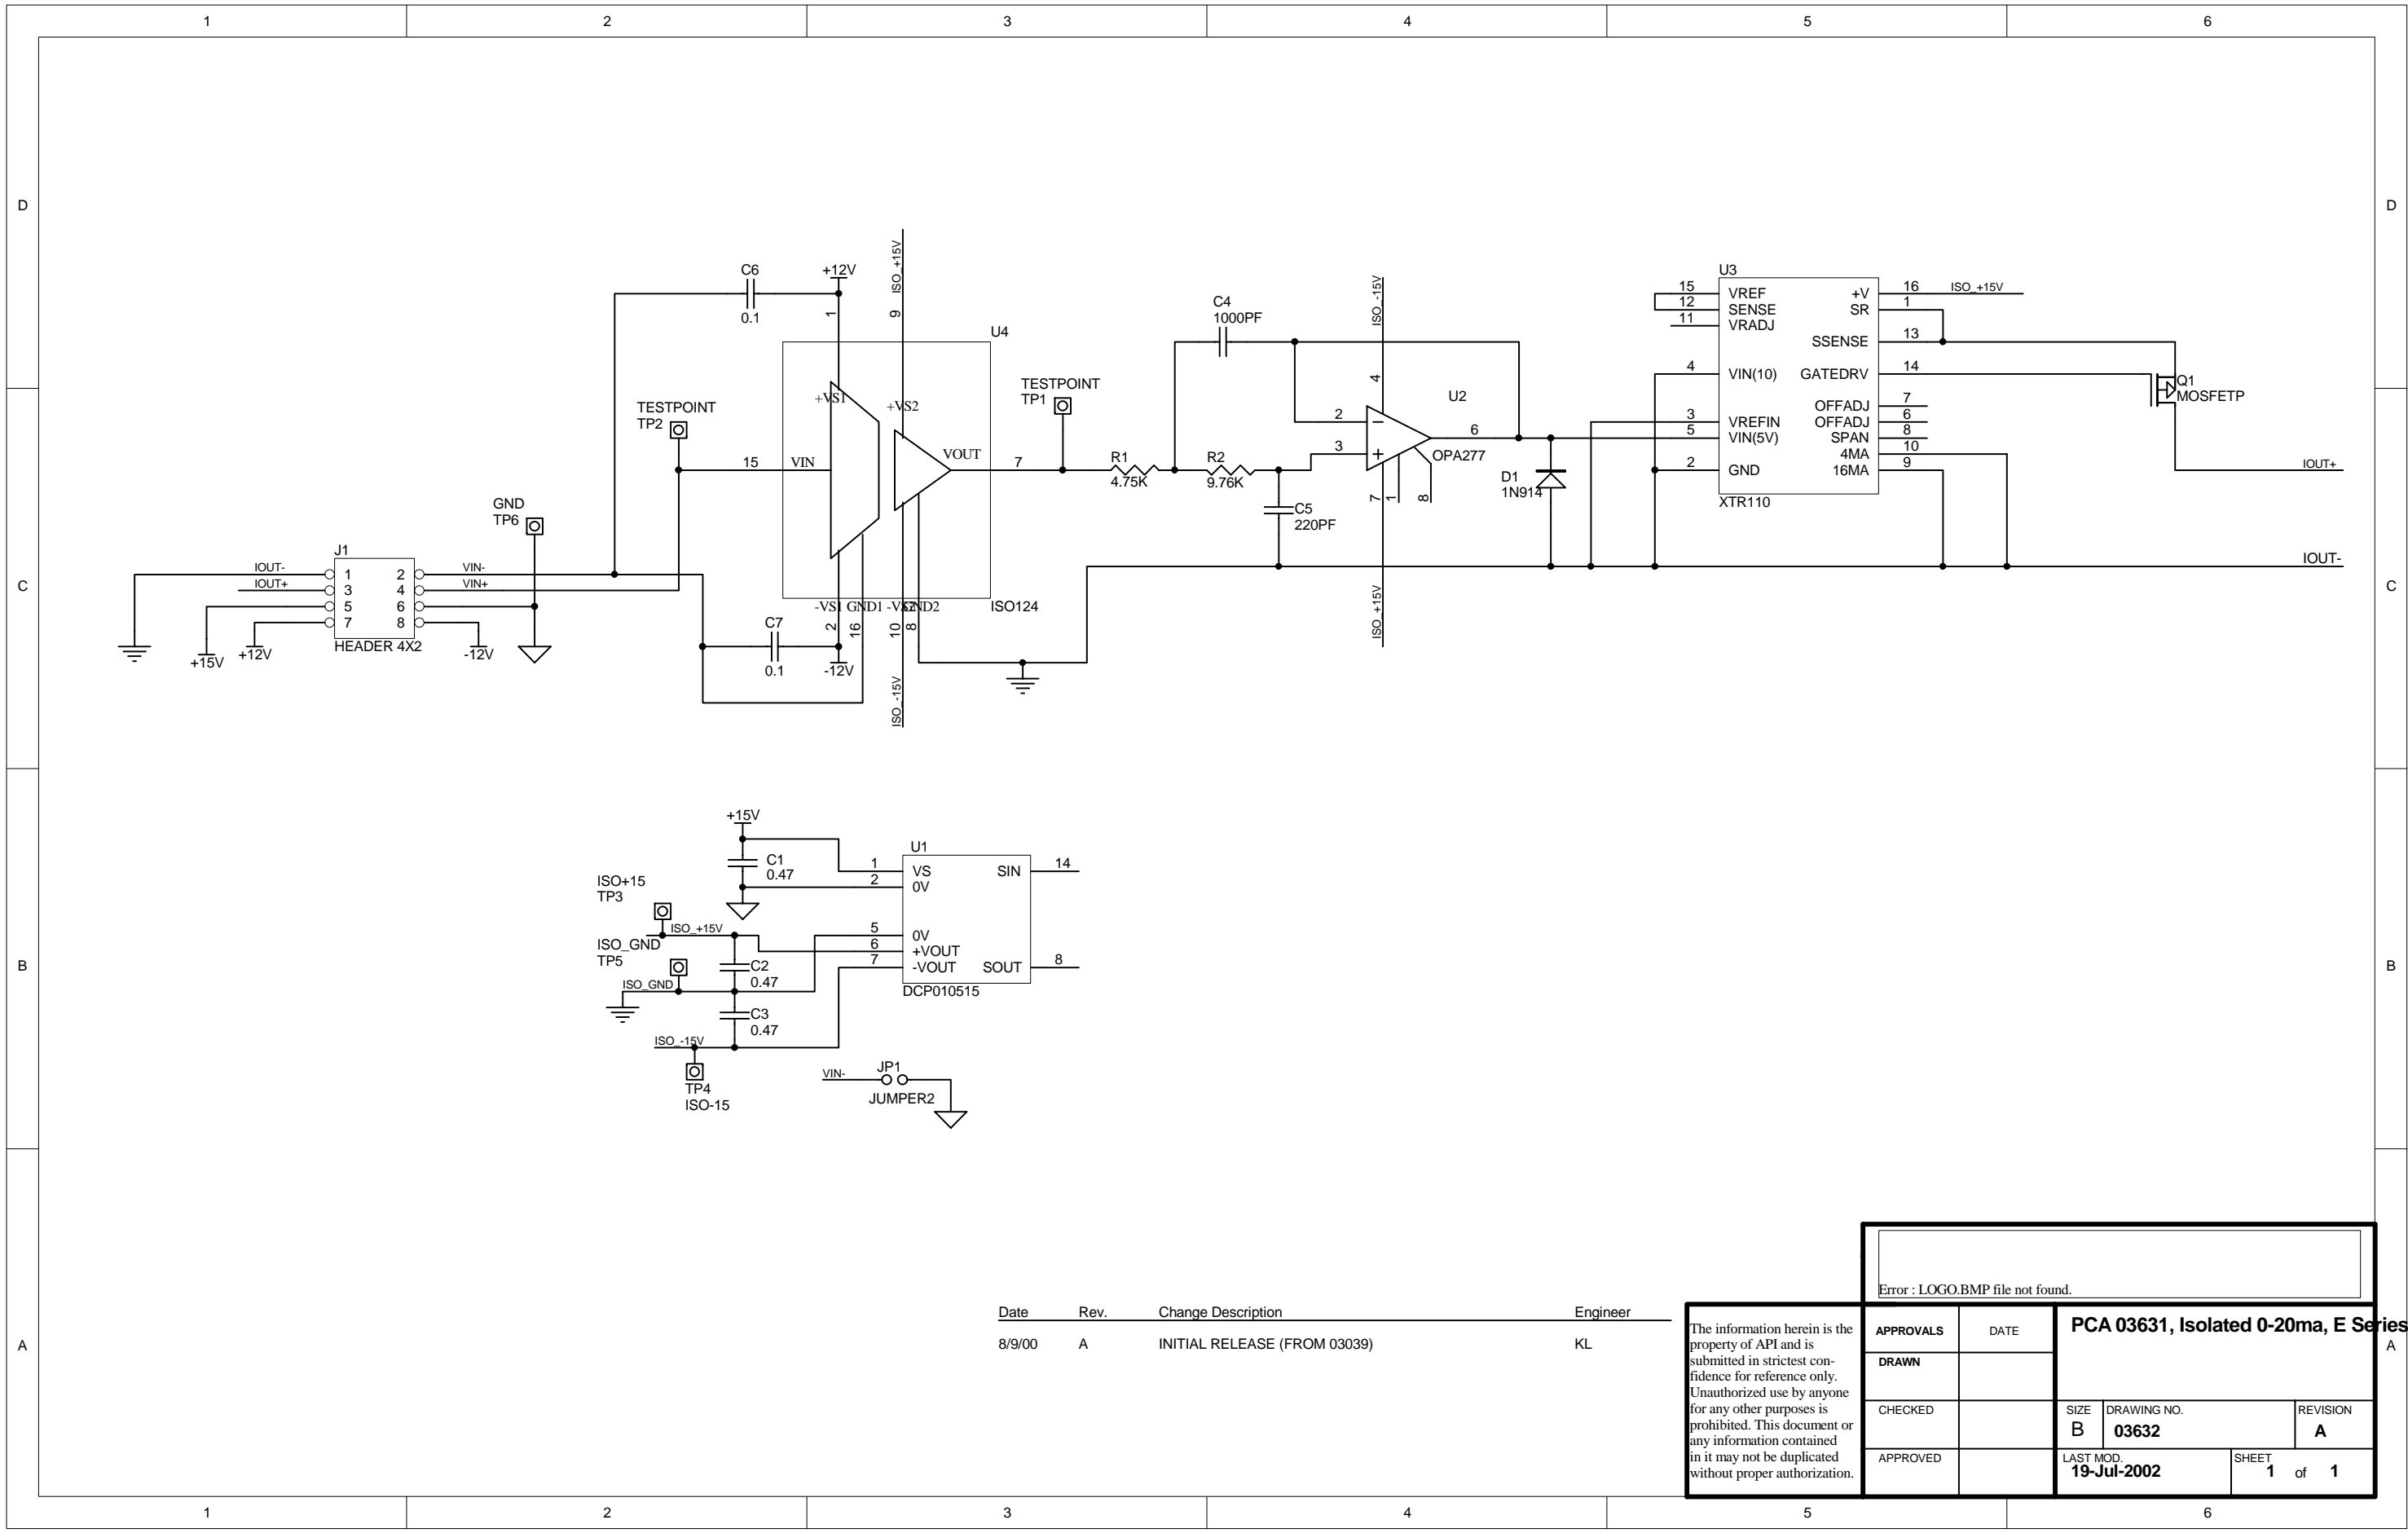 1 2 3 4 5 6
D D
C C
B B
A A
C6
0.1
+12V
1
ISO_+15V
9
U4
+VS1
+VS2
VIN
VOUT
15
7
TESTPOINT
TP2
TESTPOINT
TP1
GND
TP6
J1
IOUT-
IOUT+
1 2
3 4
5 6
7 8
VIN-
VIN+
HEADER 4X2
+15V
+12V
-12V
C7
0.1
-12V
-VS1 GND1 -VS2 GND2
2
16
10
8
ISO124
ISO_-15V
R1
4.75K
R2
9.76K
C4
1000PF
C5
220PF
ISO_-15V
4
U2
2
3
6
OPA277
7
1
8
ISO_+15V
D1
1N914
U3
15 VREF
12 SENSE
11 VRADJ
4 VIN(10)
3 VREFIN
5 VIN(5V)
2 GND
+V 16 ISO_+15V
SR 1
SSENSE 13
GATEDRV 14
OFFADJ 7
OFFADJ 6
SPAN 8
4MA 10
16MA 9
XTR110
Q1
MOSFETP
IOUT+
IOUT-
+15V
C1
0.47
U1
1 VS
2 0V
5 0V
6 +VOUT
7 -VOUT
SIN 14
SOUT 8
DCP010515
ISO+15
TP3
ISO_+15V
ISO_GND
TP5
ISO_GND
C2
0.47
C3
0.47
ISO_-15V
TP4
ISO-15
VIN-
JP1
JUMPER2
Date Rev. Change Description Engineer
8/9/00 A INITIAL RELEASE (FROM 03039) KL
The information herein is the
property of API and is
submitted in strictest con-
fidence for reference only.
Unauthorized use by anyone
for any other purposes is
prohibited. This document or
any information contained
in it may not be duplicated
without proper authorization.
Error : LOGO.BMP file not found.
APPROVALS DATE
DRAWN
CHECKED
APPROVED
PCA 03631, Isolated 0-20ma, E Series
SIZE
B
DRAWING NO.
03632
REVISION
A
LAST MOD.
19-Jul-2002
SHEET
1 of 1
1 2 3 4 5 6